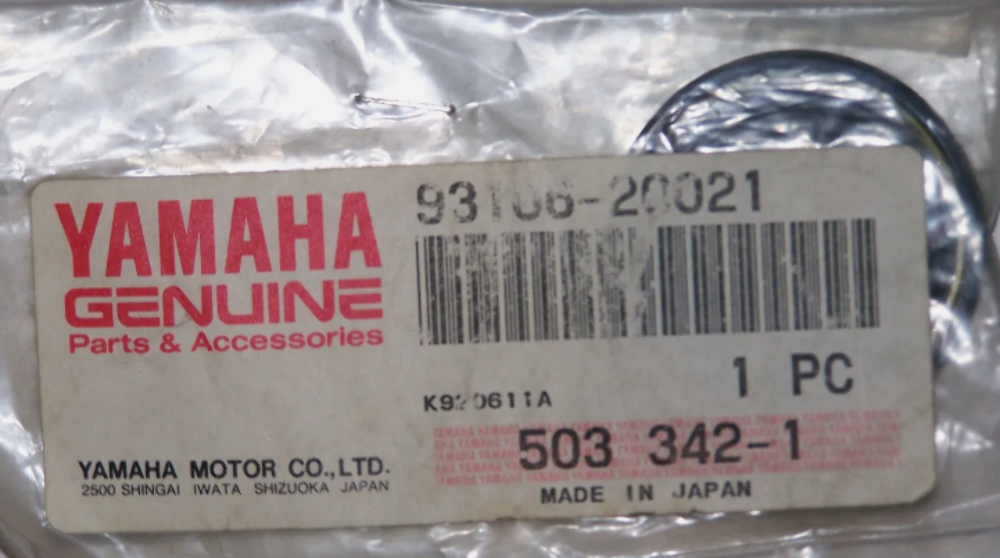 YAMAHA
GENUINE
Parts & Accessories
93106-20021
1 PC
K920611A
503 342-1
MADE IN JAPAN
YAMAHA MOTOR CO.,LTD.
2500 SHINGAI IWATA SHIZUOKA JAPAN